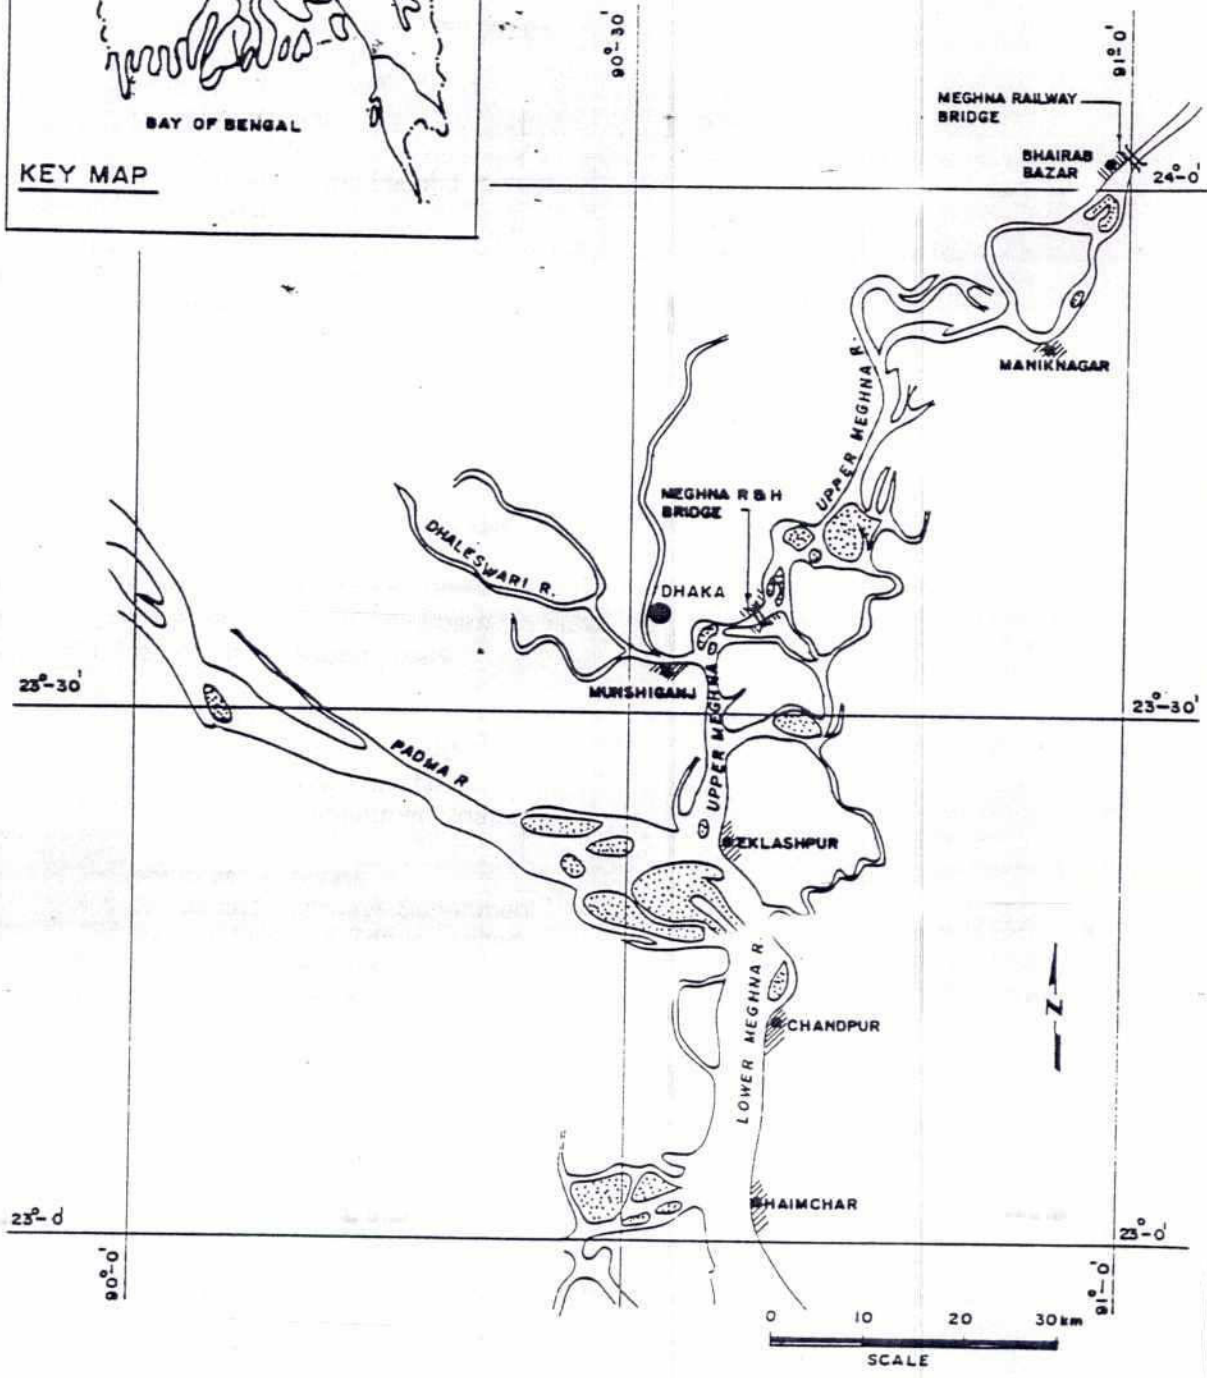 BAY OF BENGAL
KEY MAP
90°-30'
91°-0'
MEGHNA RAILWAY
BRIDGE
BHAIRAB
BAZAR
24°-0'
MANIKNAGAR
UPPER MEGHNA R.
MEGHNA R & H
BRIDGE
DHALESWARI R.
DHAKA
MUNSHIGANJ
23°-30'
23°-30'
PADMA R
UPPER MEGHNA
EKLASHPUR
LOWER MEGHNA R.
CHANDPUR
N
HAIMCHAR
23°-0'
23°-0'
90°-0'
91°-0'
0 10 20 30 km
SCALE